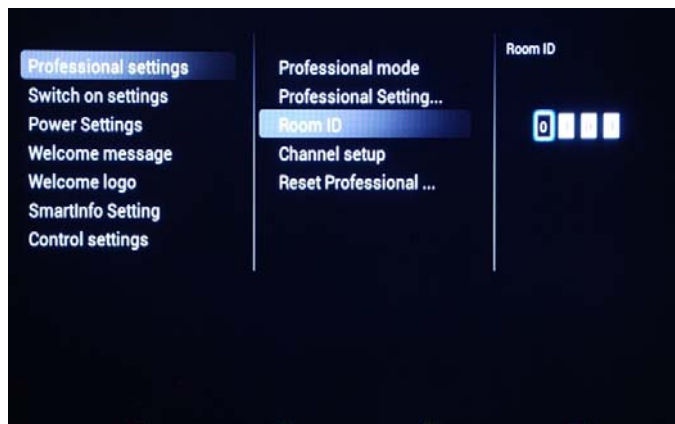 Professional settings
Switch on settings
Power Settings
Welcome message
Welcome logo
SmartInfo Setting
Control settings
Professional mode
Professional Setting...
Room ID
Channel setup
Reset Professional ...
Room ID
0